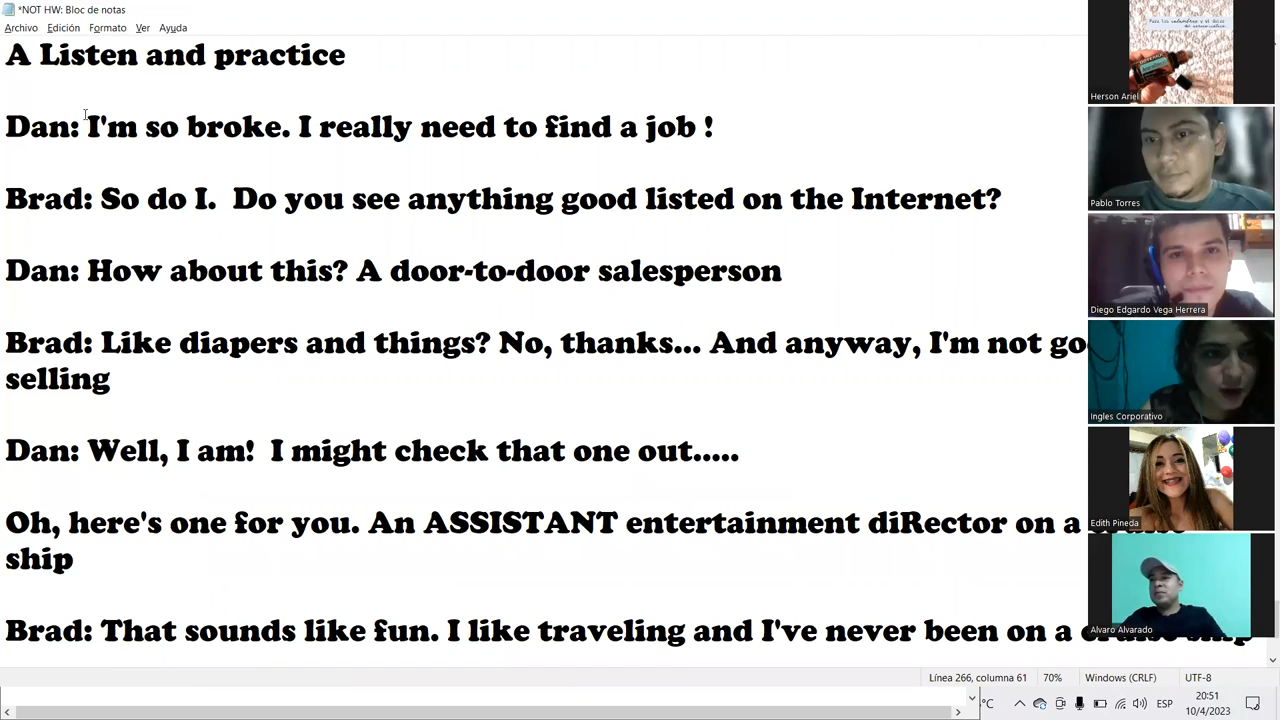 *NOT HW: Bloc de notas
Archivo Edición Formato Ver Ayuda
A Listen and practice
Dan: I'm so broke. I really need to find a job !
Brad: So do I. Do you see anything good listed on the Internet?
Dan: How about this? A door-to-door salesperson
Brad: Like diapers and things? No, thanks... And anyway, I'm not
selling
Dan: Well, I am! I might check that one out.....
Oh, here's one for you. An ASSISTANT entertainment diRector on a cruise
ship
Brad: That sounds like fun. I like traveling and I've never been on a cruise ship
Herson Ariel
Pablo Torres
Diego Edgardo Vega Herrera
Ingles Corporativo
Edith Pineda
Alvaro Alvarado
Línea 266, columna 61 70% Windows (CRLF) UTF-8
°C ESP 20:51
10/4/2023